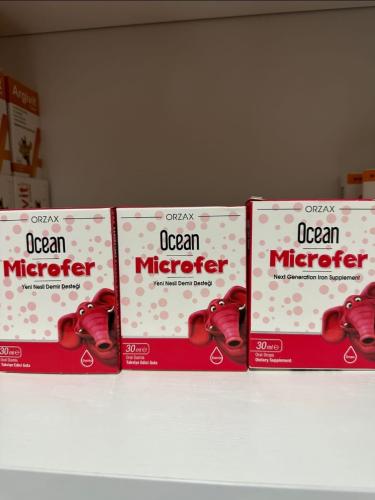 Argivit
ORZAX
Ocean
Microfer
Yeni Nesil Demir Desteği
30 ml e
Oral Damla
Takviye Edici Gıda
ORZAX
Ocean
Microfer
Yeni Nesil Demir Desteği
30 ml e
Oral Damla
Takviye Edici Gıda
ORZAX
Ocean
Microfer
Next Generation Iron Supplement
30 ml e
Oral Drops
Dietary Supplement